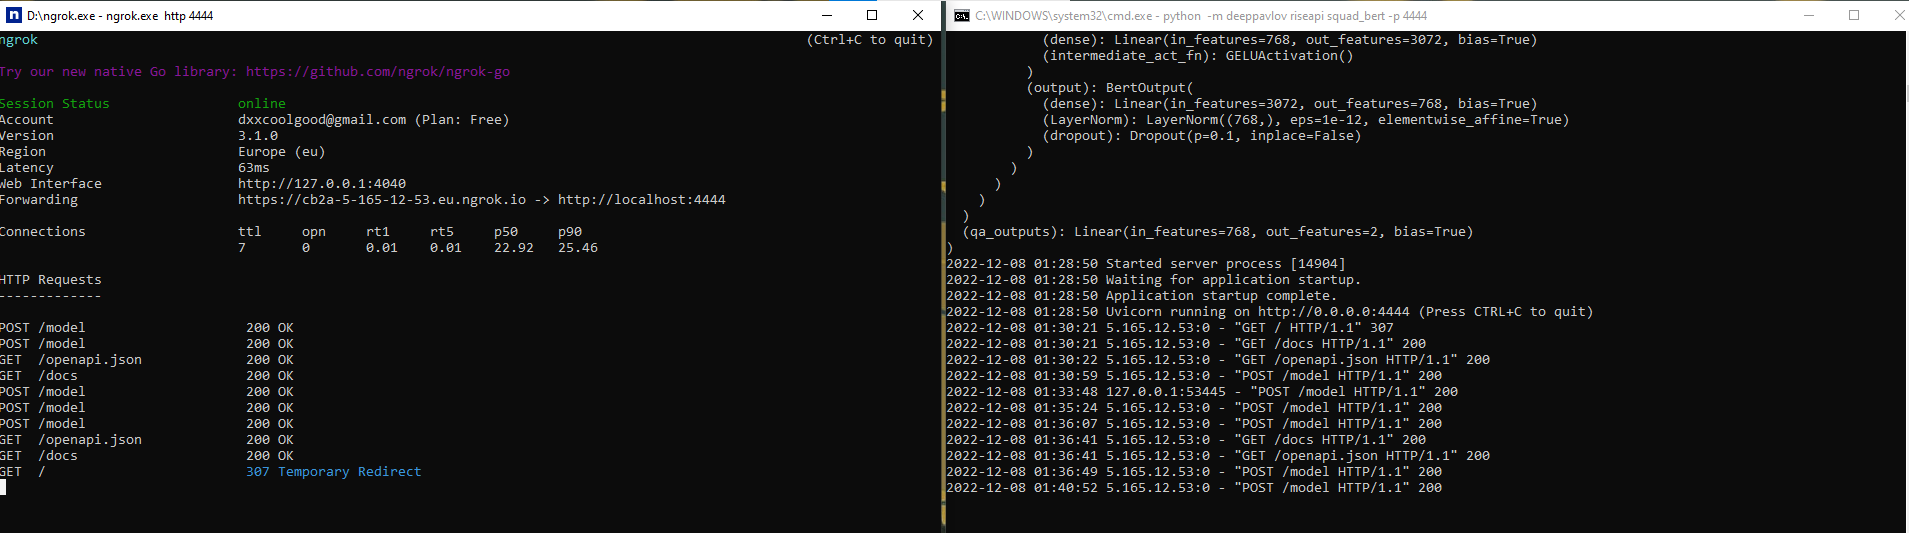 D:\ngrok.exe - ngrok.exe http 4444
ngrok (Ctrl+C to quit)
Try our new native Go library: https://github.com/ngrok/ngrok-go
Session Status online
Account dxxcoolgood@gmail.com (Plan: Free)
Version 3.1.0
Region Europe (eu)
Latency 63ms
Web Interface http://127.0.0.1:4040
Forwarding https://cb2a-5-165-12-53.eu.ngrok.io -> http://localhost:4444
Connections ttl opn rt1 rt5 p50 p90
7 0 0.01 0.01 22.92 25.46
HTTP Requests
-------------
POST /model 200 OK
POST /model 200 OK
GET /openapi.json 200 OK
GET /docs 200 OK
POST /model 200 OK
POST /model 200 OK
POST /model 200 OK
GET /openapi.json 200 OK
GET /docs 200 OK
GET / 307 Temporary Redirect
C:\WINDOWS\system32\cmd.exe - python -m deeppavlov riseapi squad_bert -p 4444
(dense): Linear(in_features=768, out_features=3072, bias=True)
(intermediate_act_fn): GELUActivation()
)
(output): BertOutput(
(dense): Linear(in_features=3072, out_features=768, bias=True)
(LayerNorm): LayerNorm((768,), eps=1e-12, elementwise_affine=True)
(dropout): Dropout(p=0.1, inplace=False)
)
)
)
)
)
(qa_outputs): Linear(in_features=768, out_features=2, bias=True)
)
2022-12-08 01:28:50 Started server process [14904]
2022-12-08 01:28:50 Waiting for application startup.
2022-12-08 01:28:50 Application startup complete.
2022-12-08 01:28:50 Uvicorn running on http://0.0.0.0:4444 (Press CTRL+C to quit)
2022-12-08 01:30:21 5.165.12.53:0 - "GET / HTTP/1.1" 307
2022-12-08 01:30:21 5.165.12.53:0 - "GET /docs HTTP/1.1" 200
2022-12-08 01:30:22 5.165.12.53:0 - "GET /openapi.json HTTP/1.1" 200
2022-12-08 01:30:59 5.165.12.53:0 - "POST /model HTTP/1.1" 200
2022-12-08 01:33:48 127.0.0.1:53445 - "POST /model HTTP/1.1" 200
2022-12-08 01:35:24 5.165.12.53:0 - "POST /model HTTP/1.1" 200
2022-12-08 01:36:07 5.165.12.53:0 - "POST /model HTTP/1.1" 200
2022-12-08 01:36:41 5.165.12.53:0 - "GET /docs HTTP/1.1" 200
2022-12-08 01:36:41 5.165.12.53:0 - "GET /openapi.json HTTP/1.1" 200
2022-12-08 01:36:49 5.165.12.53:0 - "POST /model HTTP/1.1" 200
2022-12-08 01:40:52 5.165.12.53:0 - "POST /model HTTP/1.1" 200